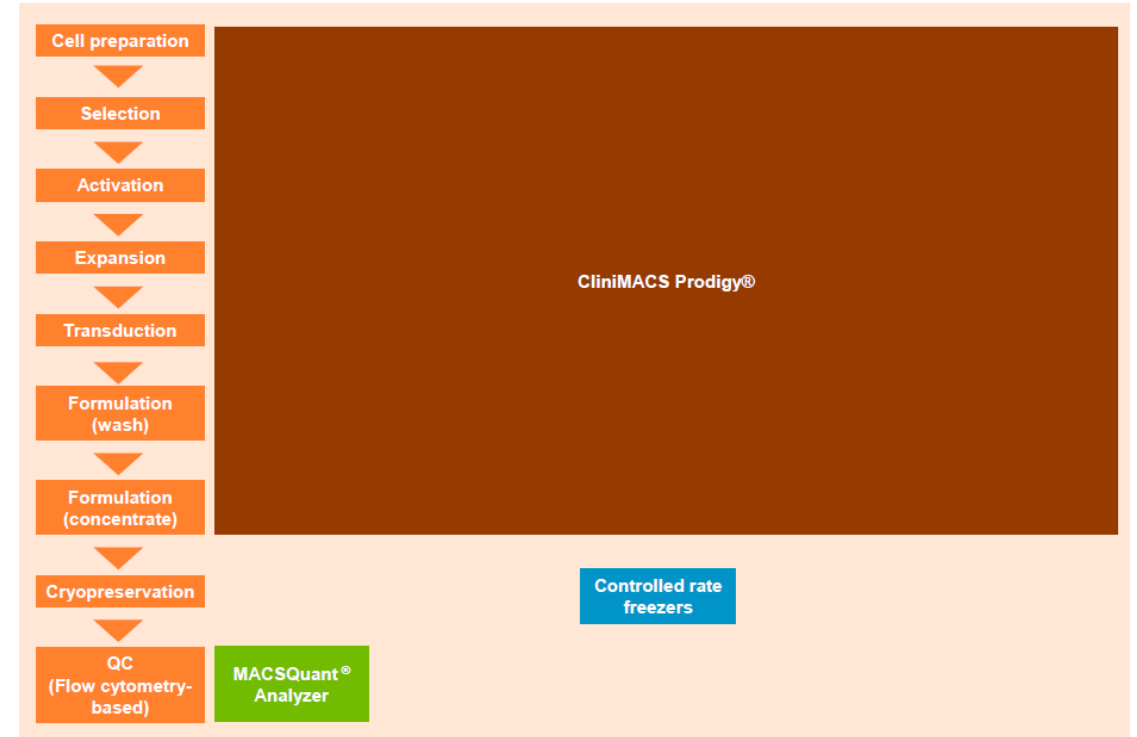 Cell preparation
Selection
Activation
Expansion
CliniMACS Prodigy®
Transduction
Formulation
(wash)
Formulation
(concentrate)
Cryopreservation
Controlled rate
freezers
QC
(Flow cytometry-
based)
MACSQuant®
Analyzer